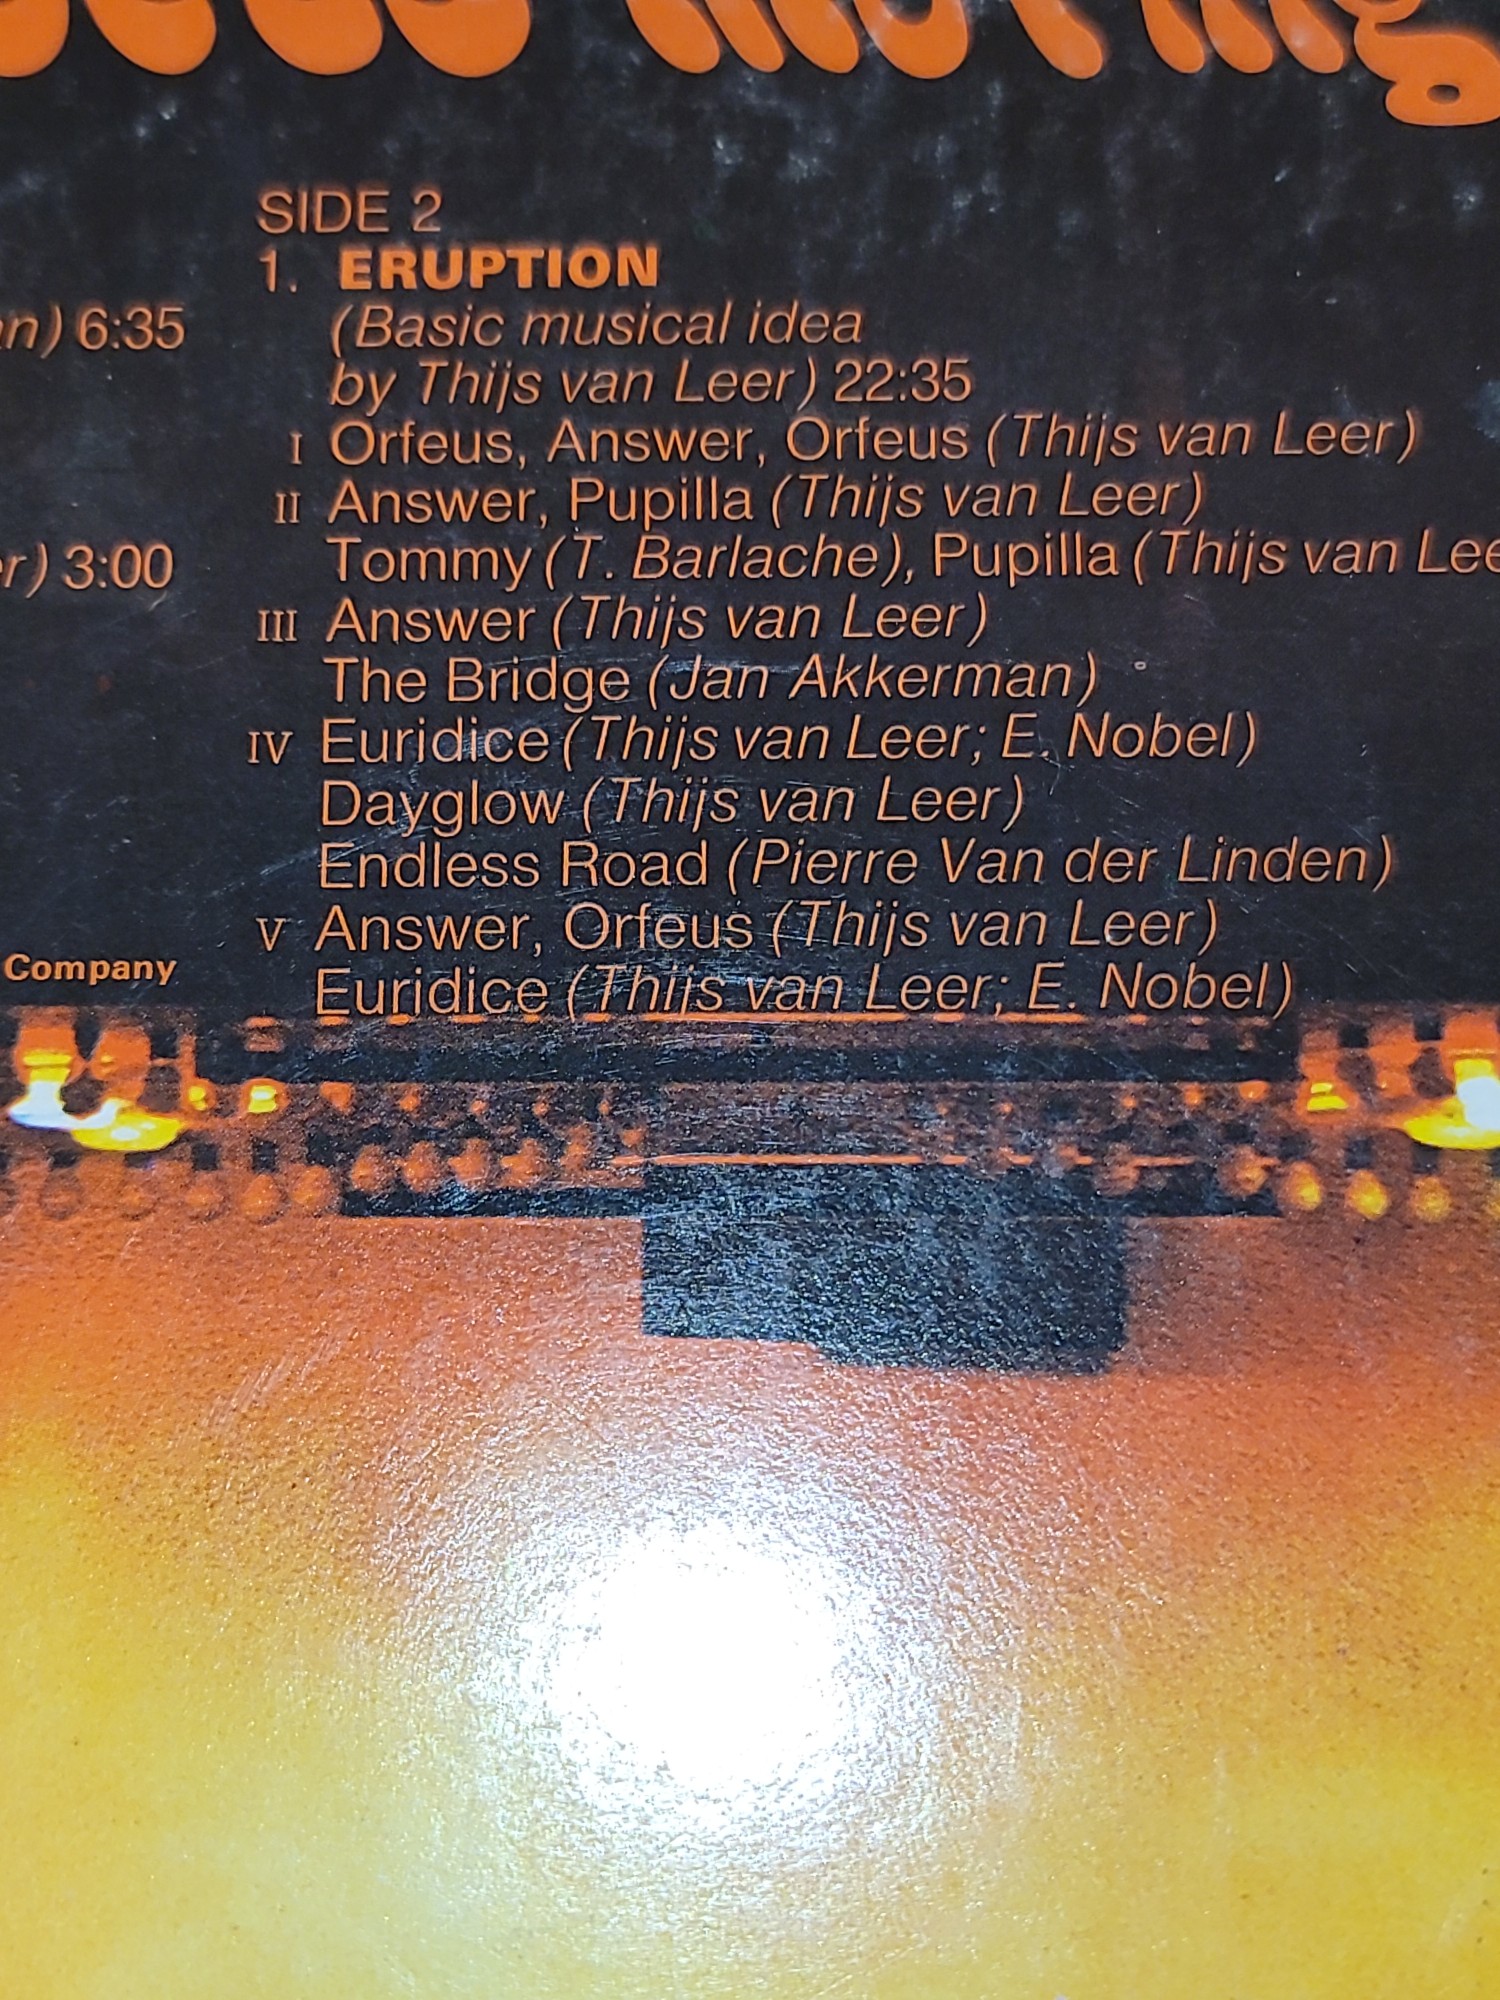 SIDE 2
1. ERUPTION
(Basic musical idea
6:35
by Thijs van Leer) 22:35
I Orfeus, Answer, Orfeus (Thijs van Leer)
II Answer, Pupilla (Thijs van Leer)
3:00
Tommy (T. Barlache), Pupilla (Thijs van Lee
III Answer (Thijs van Leer)
The Bridge (Jan Akkerman)
IV Euridice (Thijs van Leer; E. Nobel)
Dayglow (Thijs van Leer)
Endless Road (Pierre Van der Linden)
V Answer, Orfeus (Thijs van Leer)
Company
Euridice (Thijs van Leer; E. Nobel)